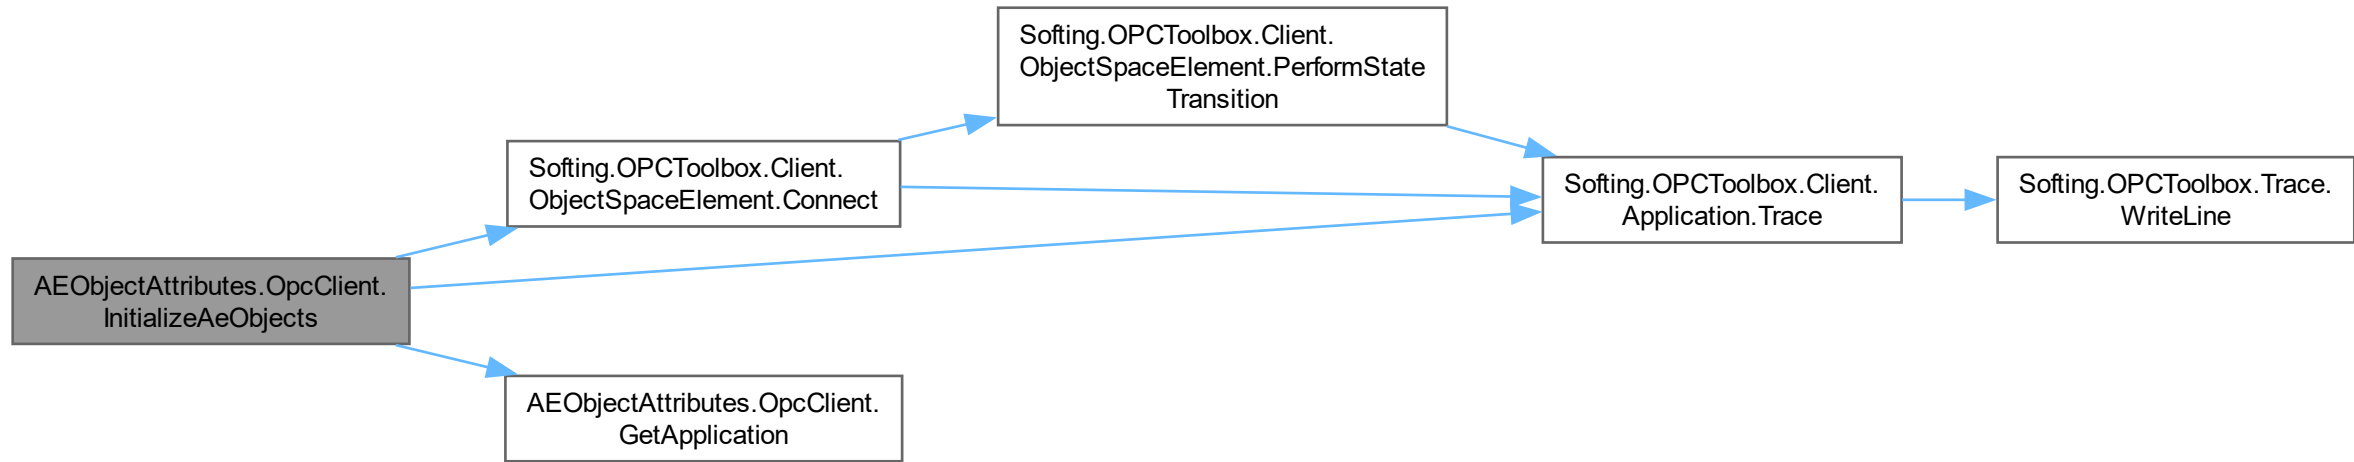 Softing.OPCToolbox.Client.
ObjectSpaceElement.PerformState
Transition
Softing.OPCToolbox.Client.
ObjectSpaceElement.Connect
Softing.OPCToolbox.Client.
Application.Trace
Softing.OPCToolbox.Trace.
WriteLine
AEObjectAttributes.OpcClient.
InitializeAeObjects
AEObjectAttributes.OpcClient.
GetApplication